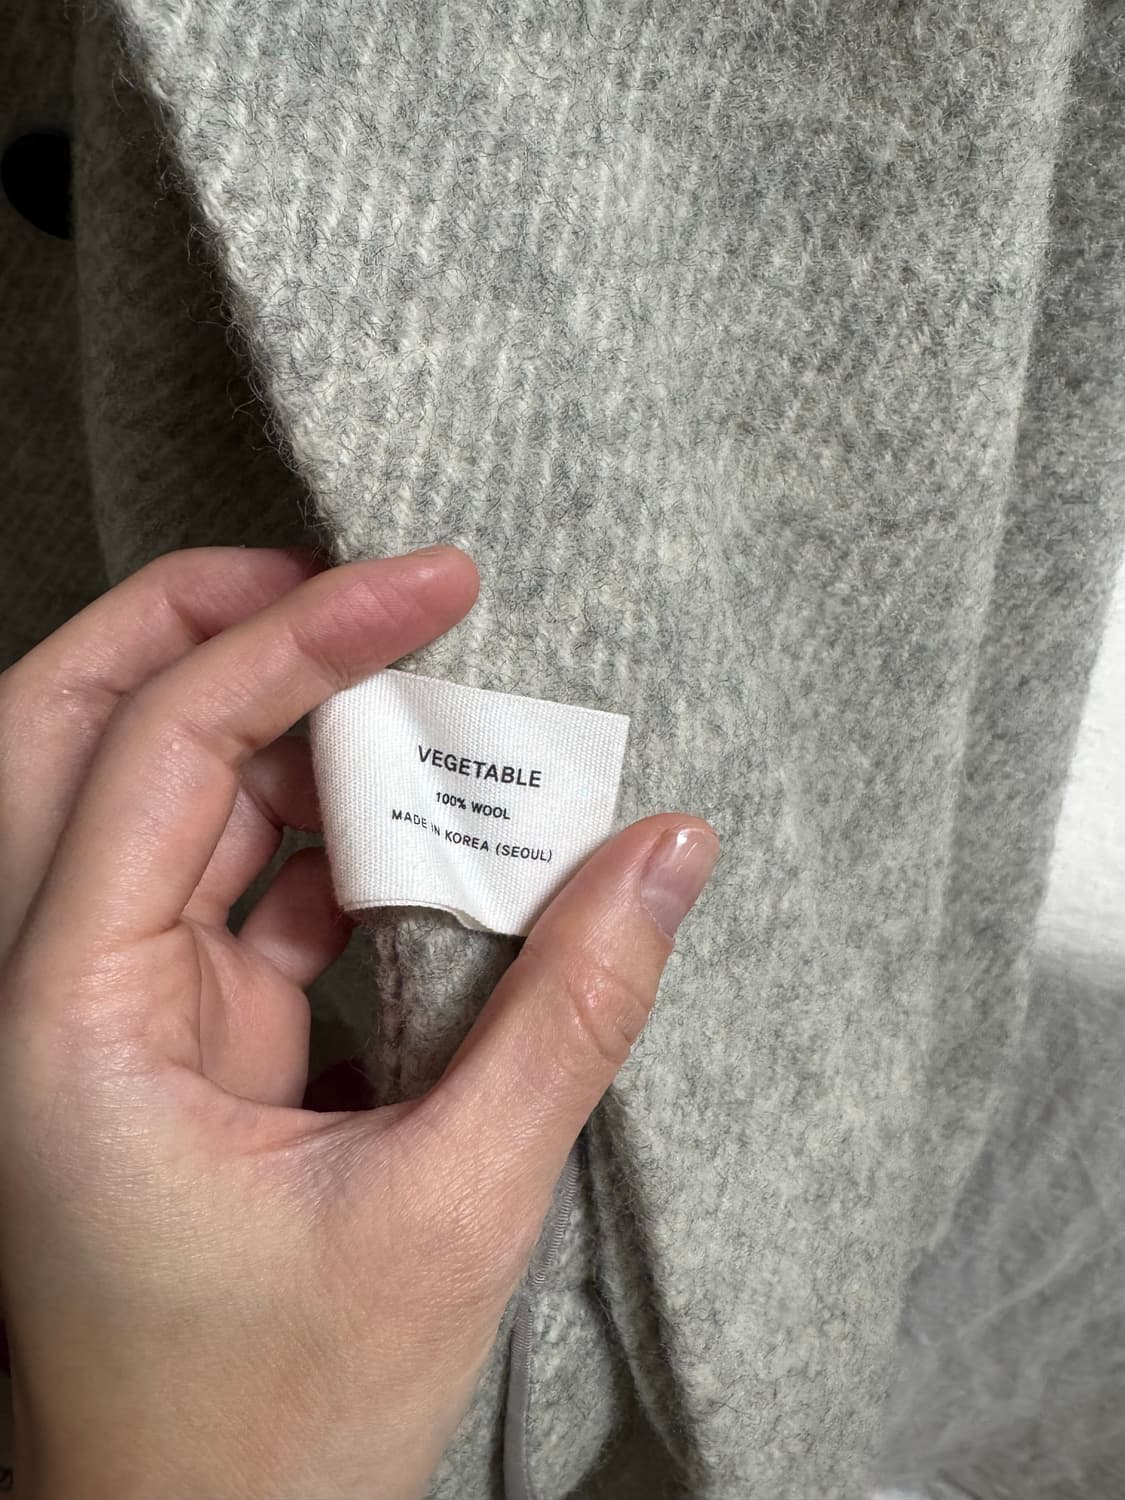 VEGETABLE
100% WOOL
MADE IN KOREA (SEOUL)